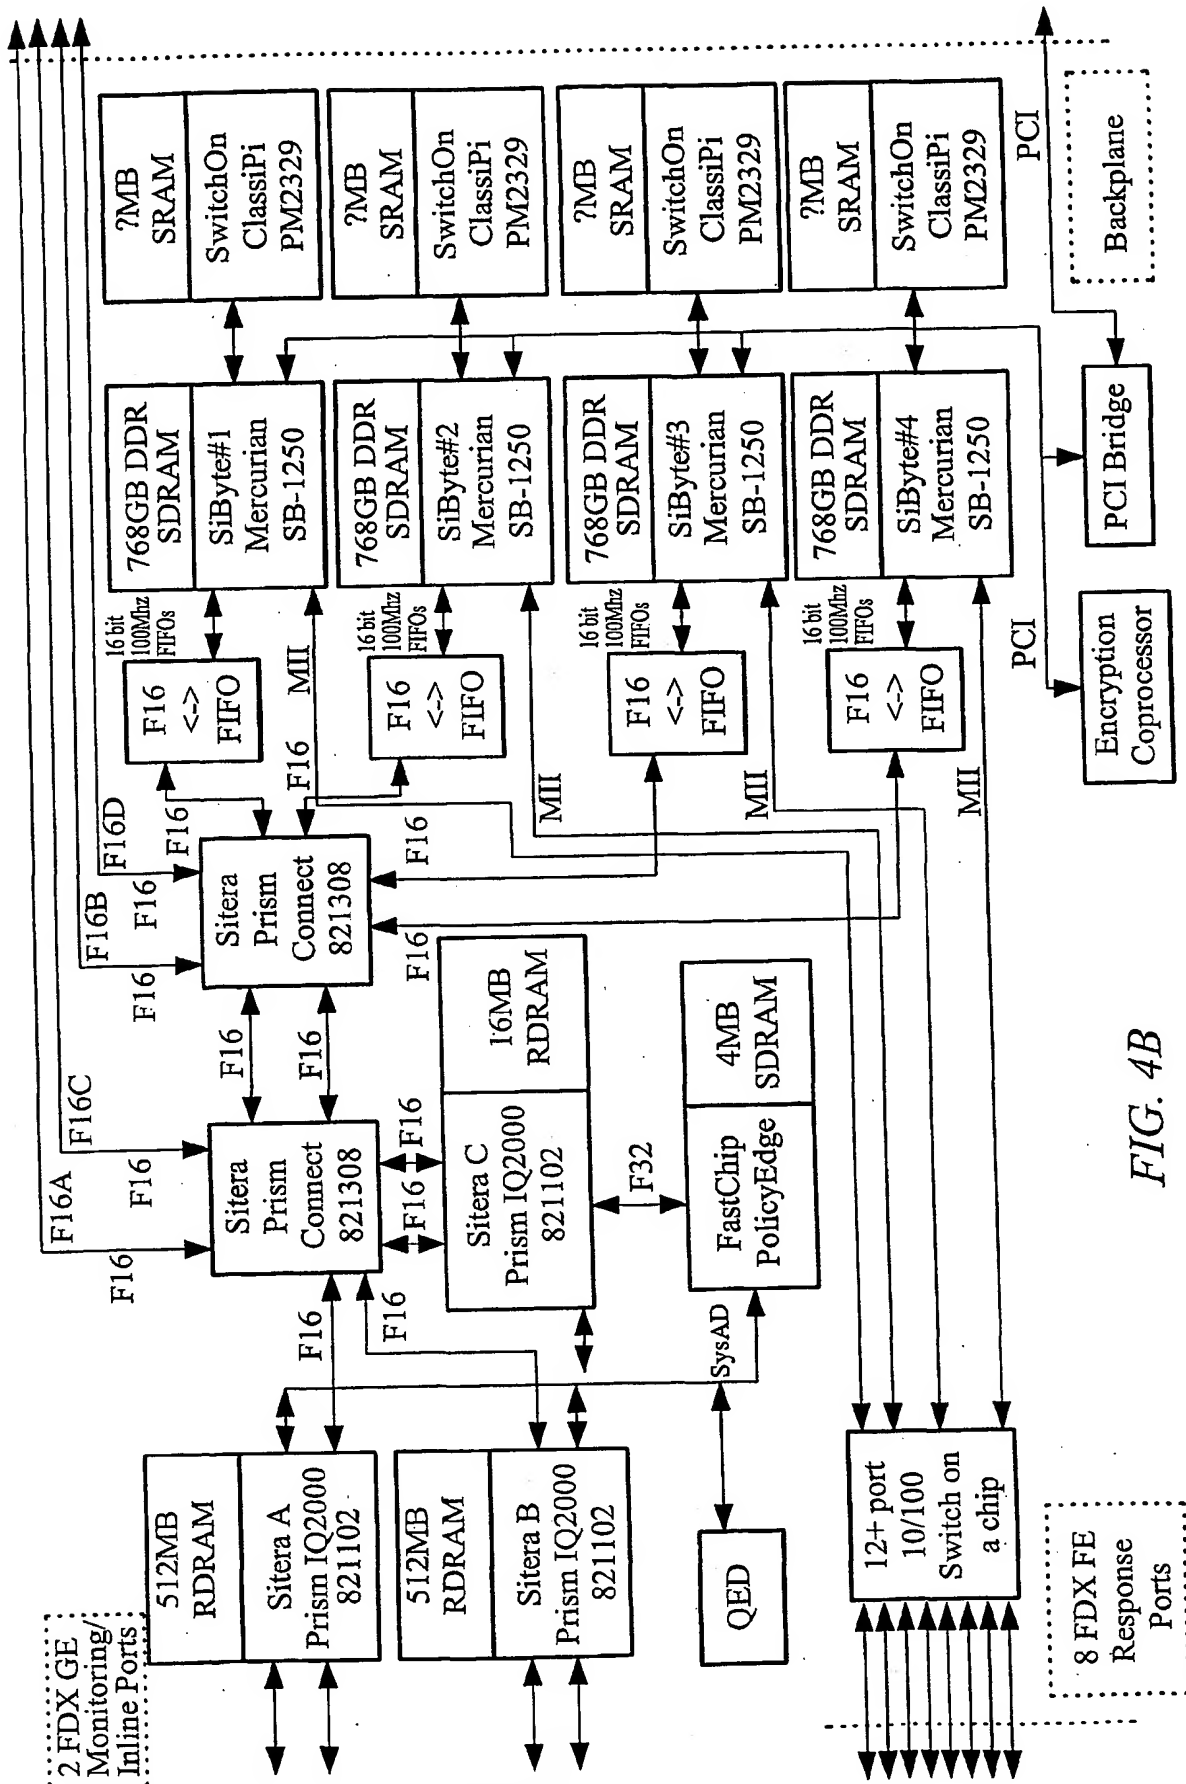 2 FDX GE
Monitoring/
Inline Ports
512MB
RDRAM
Sitera A
Prism IQ2000
821102
512MB
RDRAM
Sitera B
Prism IQ2000
821102
QED
12+ port
10/100
Switch on
a chip
8 FDX FE
Response
Ports
F16A
F16
F16C
F16
F16B
F16
F16D
F16
F16
F16
F16
Sitera
Prism
Connect
821308
F16
F16
F16
F16
Sitera C
Prism IQ2000
821102
16MB
RDRAM
F32
SysAD
FastChip
PolicyEdge
4MB
SDRAM
Sitera
Prism
Connect
821308
F16
F16
F16
MII
MII
MII
MII
F16
<->
FIFO
16 bit
100Mhz
FIFOs
F16
<->
FIFO
16 bit
100Mhz
FIFOs
F16
<->
FIFO
16 bit
100Mhz
FIFOs
F16
<->
FIFO
16 bit
100Mhz
FIFOs
768GB DDR
SDRAM
SiByte#1
Mercurian
SB-1250
768GB DDR
SDRAM
SiByte#2
Mercurian
SB-1250
768GB DDR
SDRAM
SiByte#3
Mercurian
SB-1250
768GB DDR
SDRAM
SiByte#4
Mercurian
SB-1250
?MB
SRAM
SwitchOn
ClassiPi
PM2329
?MB
SRAM
SwitchOn
ClassiPi
PM2329
?MB
SRAM
SwitchOn
ClassiPi
PM2329
?MB
SRAM
SwitchOn
ClassiPi
PM2329
PCI
Encryption
Coprocessor
PCI Bridge
PCI
Backplane
FIG. 4B